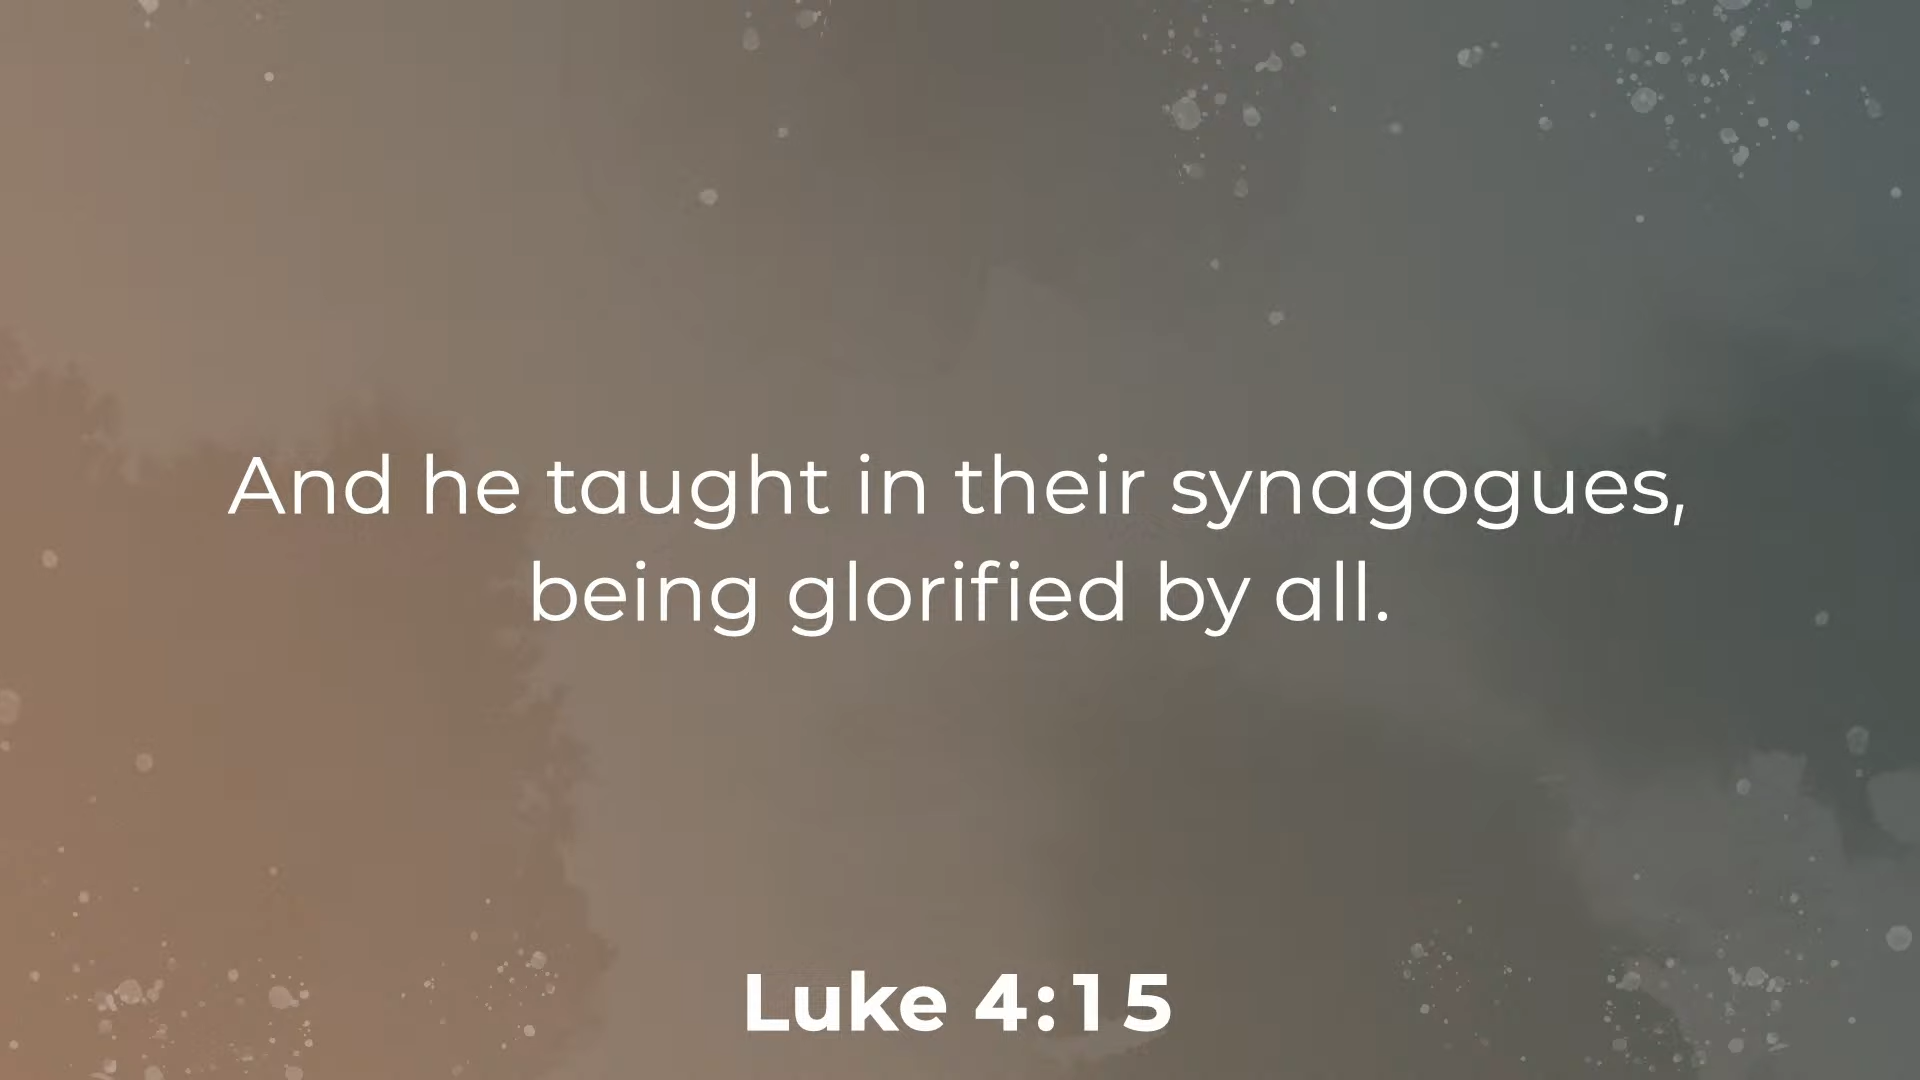 And he taught in their synagogues,
being glorified by all.
Luke 4:15